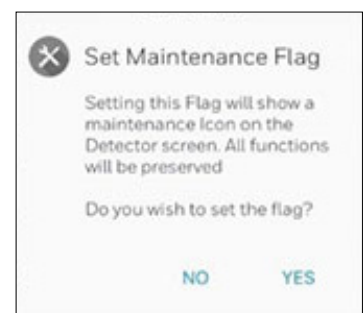 Set Maintenance Flag
Setting this Flag will show a
maintenance Icon on the
Detector screen. All functions
will be preserved
Do you wish to set the flag?
NO YES